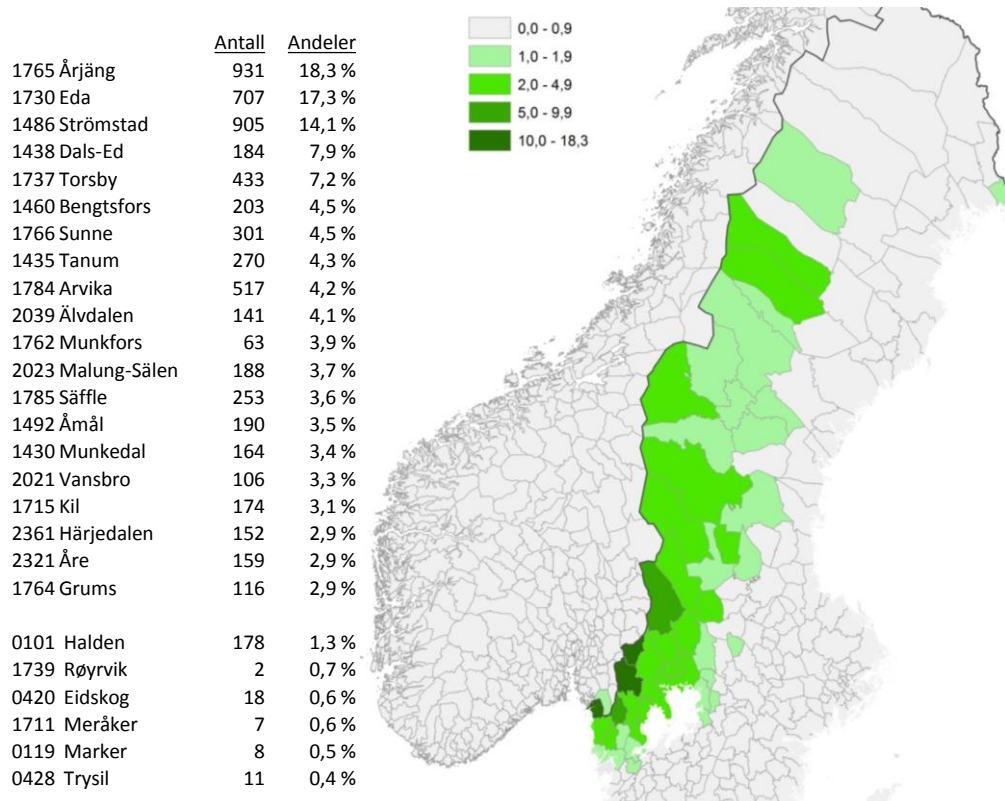 Antall Andeler
1765 Årjäng 931 18,3 %
1730 Eda 707 17,3 %
1486 Strömstad 905 14,1 %
1438 Dals-Ed 184 7,9 %
1737 Torsby 433 7,2 %
1460 Bengtsfors 203 4,5 %
1766 Sunne 301 4,5 %
1435 Tanum 270 4,3 %
1784 Arvika 517 4,2 %
2039 Älvdalen 141 4,1 %
1762 Munkfors 63 3,9 %
2023 Malung-Sälen 188 3,7 %
1785 Säffle 253 3,6 %
1492 Åmål 190 3,5 %
1430 Munkedal 164 3,4 %
2021 Vansbro 106 3,3 %
1715 Kil 174 3,1 %
2361 Härjedalen 152 2,9 %
2321 Åre 159 2,9 %
1764 Grums 116 2,9 %
0101 Halden 178 1,3 %
1739 Røyrvik 2 0,7 %
0420 Eidskog 18 0,6 %
1711 Meråker 7 0,6 %
0119 Marker 8 0,5 %
0428 Trysil 11 0,4 %
0,0 - 0,9
1,0 - 1,9
2,0 - 4,9
5,0 - 9,9
10,0 - 18,3